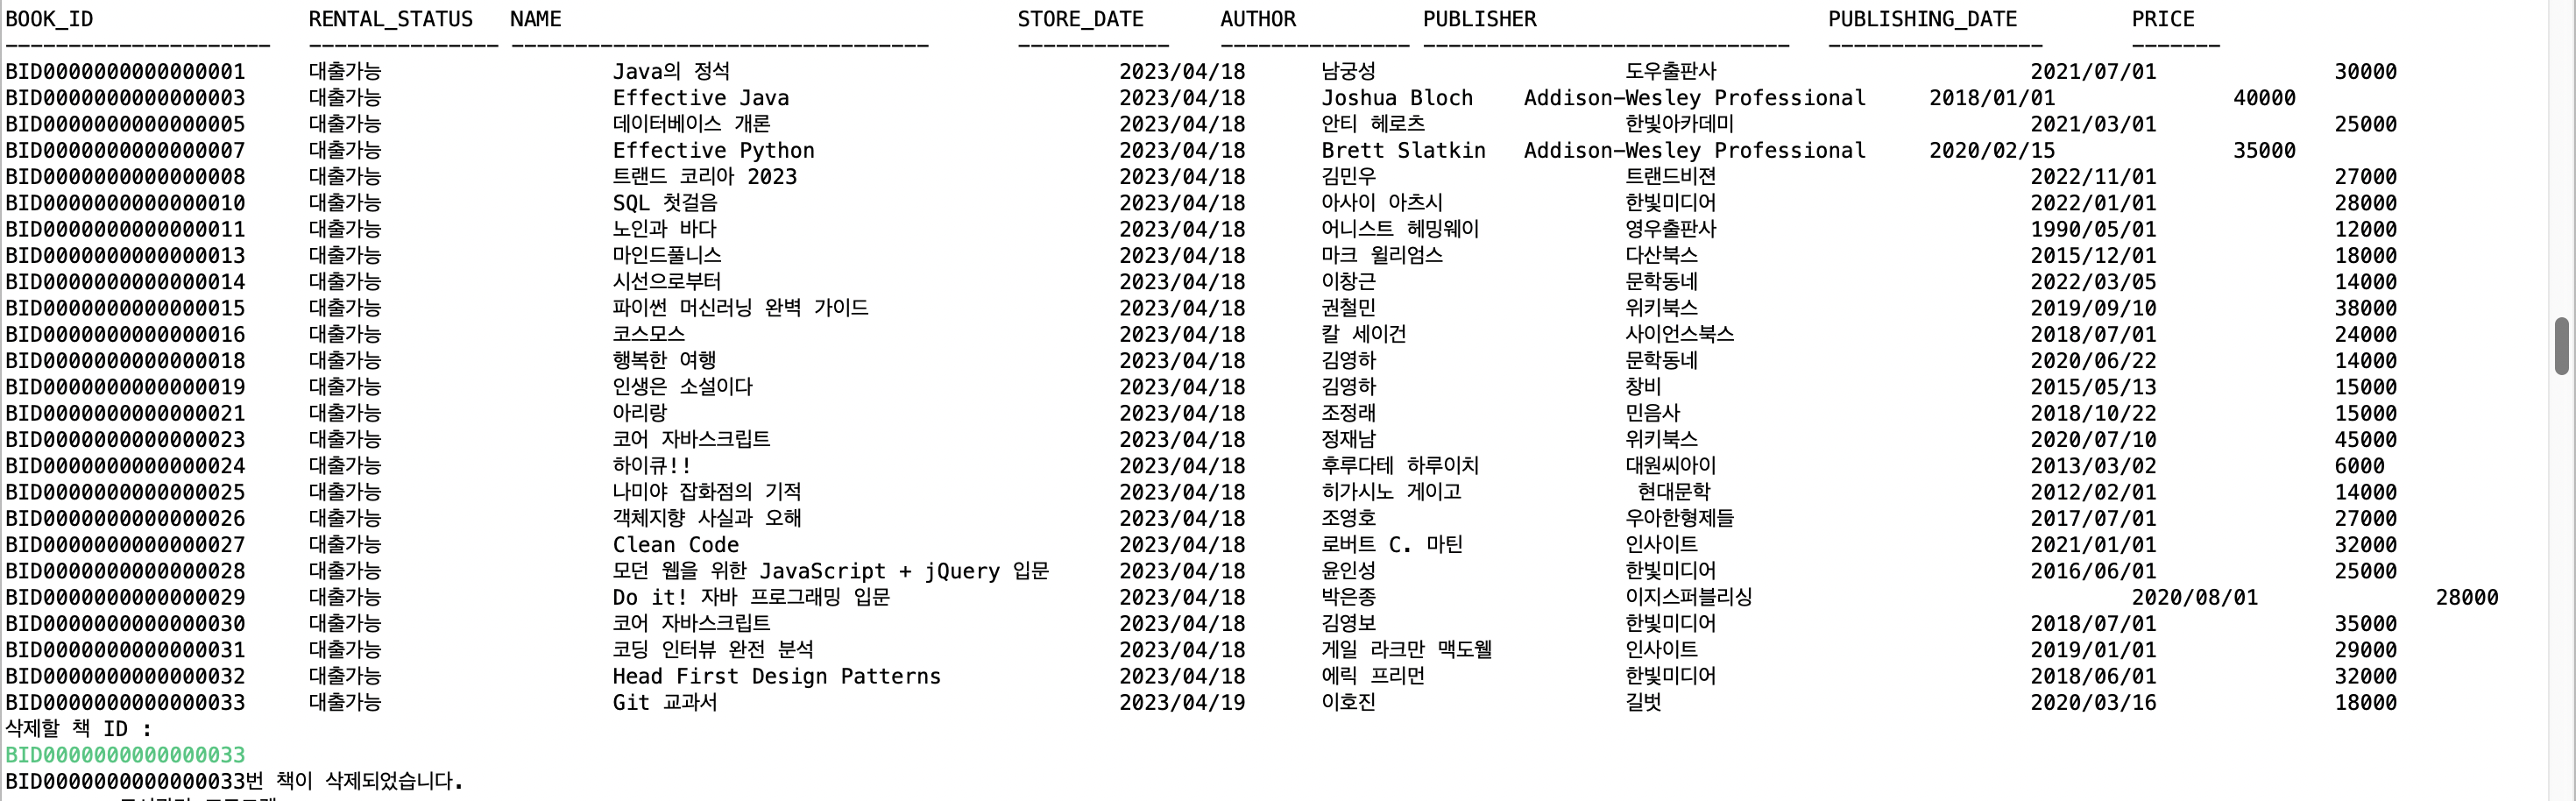 BOOK_ID RENTAL_STATUS NAME STORE_DATE AUTHOR PUBLISHER PUBLISHING_DATE PRICE
--------------------- --------------- --------------------------------- ------------ --------------- ----------------------------- ----------------- -------
BID0000000000000001 대출가능 Java의 정석 2023/04/18 남궁성 도우출판사 2021/07/01 30000
BID0000000000000003 대출가능 Effective Java 2023/04/18 Joshua Bloch Addison-Wesley Professional 2018/01/01 40000
BID0000000000000005 대출가능 데이터베이스 개론 2023/04/18 안티 헤로츠 한빛아카데미 2021/03/01 25000
BID0000000000000007 대출가능 Effective Python 2023/04/18 Brett Slatkin Addison-Wesley Professional 2020/02/15 35000
BID0000000000000008 대출가능 트랜드 코리아 2023 2023/04/18 김민우 트랜드비젼 2022/11/01 27000
BID0000000000000010 대출가능 SQL 첫걸음 2023/04/18 아사이 아츠시 한빛미디어 2022/01/01 28000
BID0000000000000011 대출가능 노인과 바다 2023/04/18 어니스트 헤밍웨이 영우출판사 1990/05/01 12000
BID0000000000000013 대출가능 마인드풀니스 2023/04/18 마크 윌리엄스 다산북스 2015/12/01 18000
BID0000000000000014 대출가능 시선으로부터 2023/04/18 이창근 문학동네 2022/03/05 14000
BID0000000000000015 대출가능 파이썬 머신러닝 완벽 가이드 2023/04/18 권철민 위키북스 2019/09/10 38000
BID0000000000000016 대출가능 코스모스 2023/04/18 칼 세이건 사이언스북스 2018/07/01 24000
BID0000000000000018 대출가능 행복한 여행 2023/04/18 김영하 문학동네 2020/06/22 14000
BID0000000000000019 대출가능 인생은 소설이다 2023/04/18 김영하 창비 2015/05/13 15000
BID0000000000000021 대출가능 아리랑 2023/04/18 조정래 민음사 2018/10/22 15000
BID0000000000000023 대출가능 코어 자바스크립트 2023/04/18 정재남 위키북스 2020/07/10 45000
BID0000000000000024 대출가능 하이큐!! 2023/04/18 후루다테 하루이치 대원씨아이 2013/03/02 6000
BID0000000000000025 대출가능 나미야 잡화점의 기적 2023/04/18 히가시노 게이고 현대문학 2012/02/01 14000
BID0000000000000026 대출가능 객체지향 사실과 오해 2023/04/18 조영호 우아한형제들 2017/07/01 27000
BID0000000000000027 대출가능 Clean Code 2023/04/18 로버트 C. 마틴 인사이트 2021/01/01 32000
BID0000000000000028 대출가능 모던 웹을 위한 JavaScript + jQuery 입문 2023/04/18 윤인성 한빛미디어 2016/06/01 25000
BID0000000000000029 대출가능 Do it! 자바 프로그래밍 입문 2023/04/18 박은종 이지스퍼블리싱 2020/08/01 28000
BID0000000000000030 대출가능 코어 자바스크립트 2023/04/18 김영보 한빛미디어 2018/07/01 35000
BID0000000000000031 대출가능 코딩 인터뷰 완전 분석 2023/04/18 게일 라크만 맥도웰 인사이트 2019/01/01 29000
BID0000000000000032 대출가능 Head First Design Patterns 2023/04/18 에릭 프리먼 한빛미디어 2018/06/01 32000
BID0000000000000033 대출가능 Git 교과서 2023/04/19 이호진 길벗 2020/03/16 18000
삭제할 책 ID :
BID0000000000000033
BID0000000000000033번 책이 삭제되었습니다.